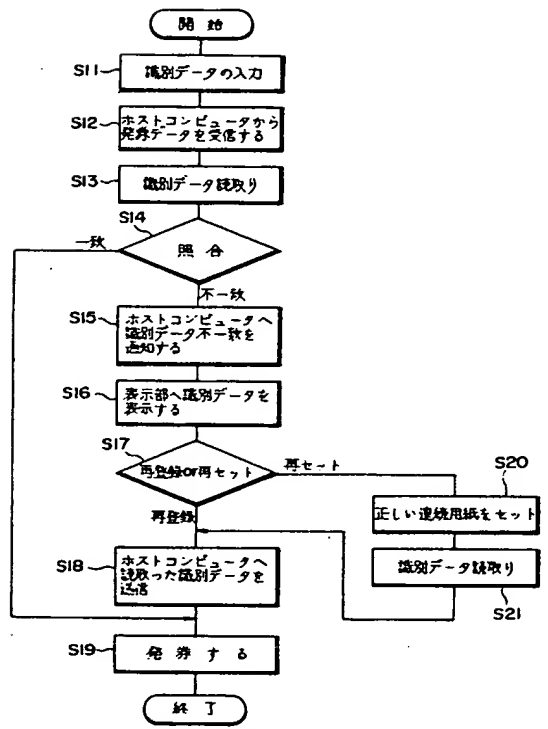 開始
S11
識別データの入力
S12
ホストコンピュータから
発券データを受信する
S13
識別データ読取り
S14
照合
一致
不一致
S15
ホストコンピュータへ
識別データ不一致を
通知する
S16
表示部へ識別データを
表示する
S17
再登録or再セット
再セット
再登録
S20
正しい連続用紙をセット
識別データ読取り
S21
S18
ホストコンピュータへ
読取った識別データを
送信
S19
発券する
終了